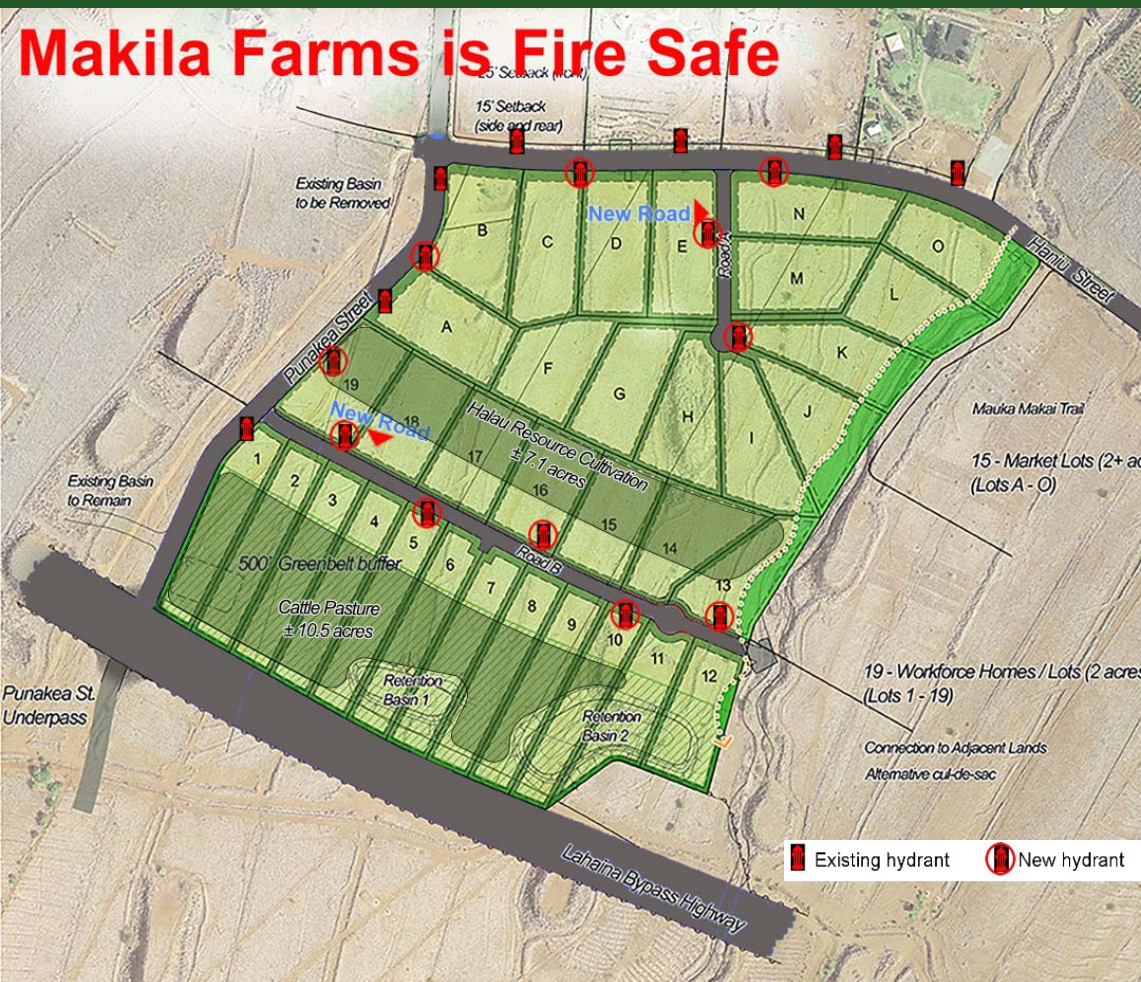 Makila Farms is Fire Safe
25' Setback (front)
15' Setback
(side and rear)
Existing Basin
to be Removed
New Road
B
C
D
E
N
O
M
L
Road A
Haniu Street
Punakea Street
A
F
G
H
I
J
K
19
New Road
18
17
16
15
14
13
Halau Resource Cultivation
± 7.1 acres
Mauka Makai Trail
15 - Market Lots (2+ ac
(Lots A - O)
Existing Basin
to Remain
1
2
3
4
5
6
7
8
9
10
11
12
Road B
500' Greenbelt buffer
Cattle Pasture
± 10.5 acres
Retention
Basin 1
Retention
Basin 2
Punakea St.
Underpass
19 - Workforce Homes / Lots (2 acres
(Lots 1 - 19)
Connection to Adjacent Lands
Alternative cul-de-sac
Lahaina Bypass Highway
Existing hydrant
New hydrant